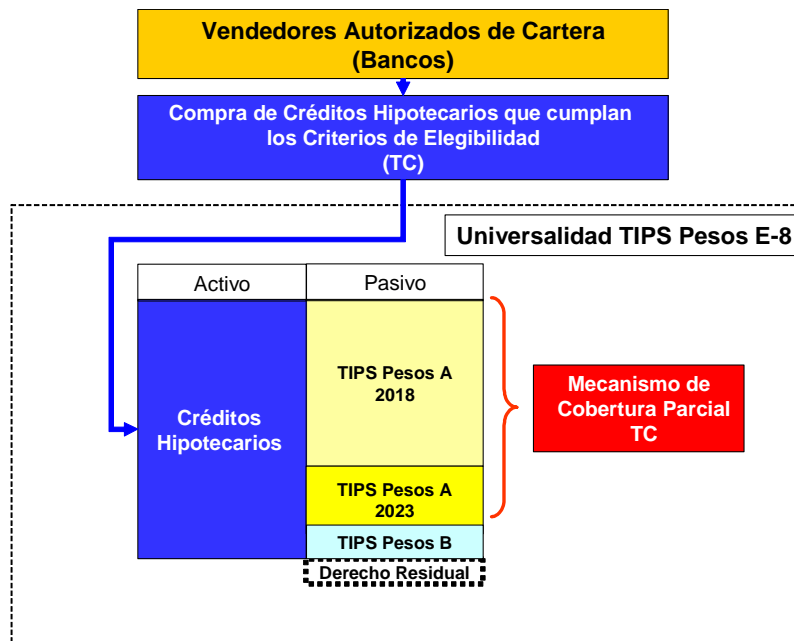 Vendedores Autorizados de Cartera
(Bancos)
Compra de Créditos Hipotecarios que cumplan
los Criterios de Elegibilidad
(TC)
Universalidad TIPS Pesos E-8
Activo
Pasivo
TIPS Pesos A
2018
Créditos
Hipotecarios
Mecanismo de
Cobertura Parcial
TC
TIPS Pesos A
2023
TIPS Pesos B
Derecho Residual